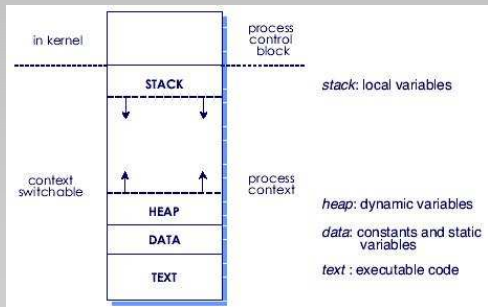 in kernel
process
control
block
STACK
stack: local variables
context
switchable
process
context
HEAP
heap: dynamic variables
DATA
data: constants and static
variables
TEXT
text : executable code